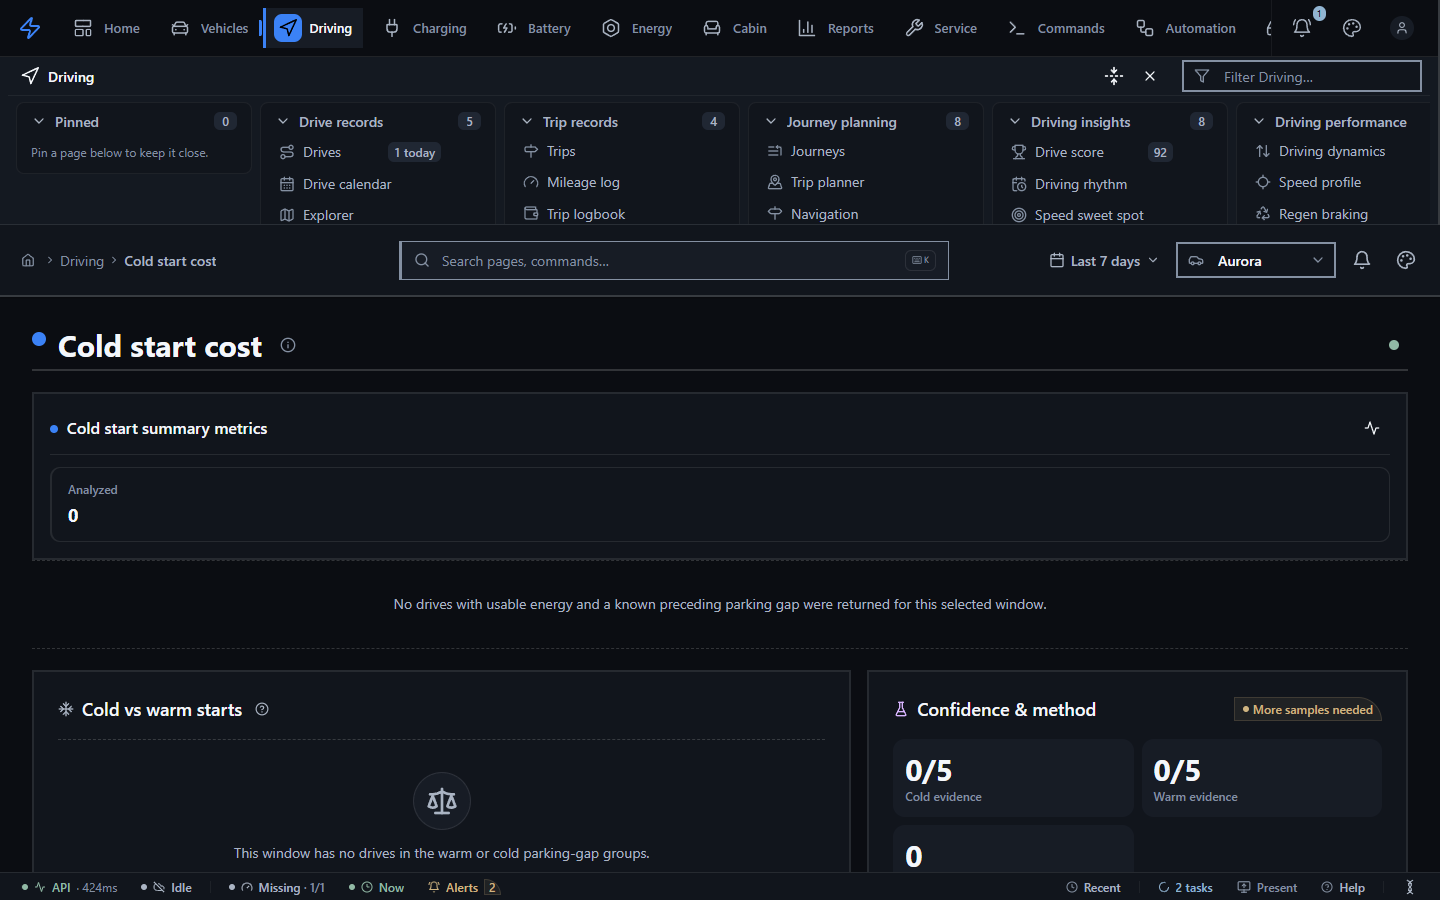 Home Vehicles Driving Charging Battery Energy Cabin Reports Service Commands Automation 1
Driving Filter Driving...
Pinned 0
Pin a page below to keep it close.
Drive records 5
Drives 1 today
Drive calendar
Explorer
Trip records 4
Trips
Mileage log
Trip logbook
Journey planning 8
Journeys
Trip planner
Navigation
Driving insights 8
Drive score 92
Driving rhythm
Speed sweet spot
Driving performance
Driving dynamics
Speed profile
Regen braking
Driving Cold start cost Search pages, commands... K Last 7 days Aurora
Cold start cost
Cold start summary metrics
Analyzed
0
No drives with usable energy and a known preceding parking gap were returned for this selected window.
Cold vs warm starts
This window has no drives in the warm or cold parking-gap groups.
Confidence & method More samples needed
0/5
Cold evidence
0/5
Warm evidence
0
API · 424ms Idle Missing · 1/1 Now Alerts 2 Recent 2 tasks Present Help